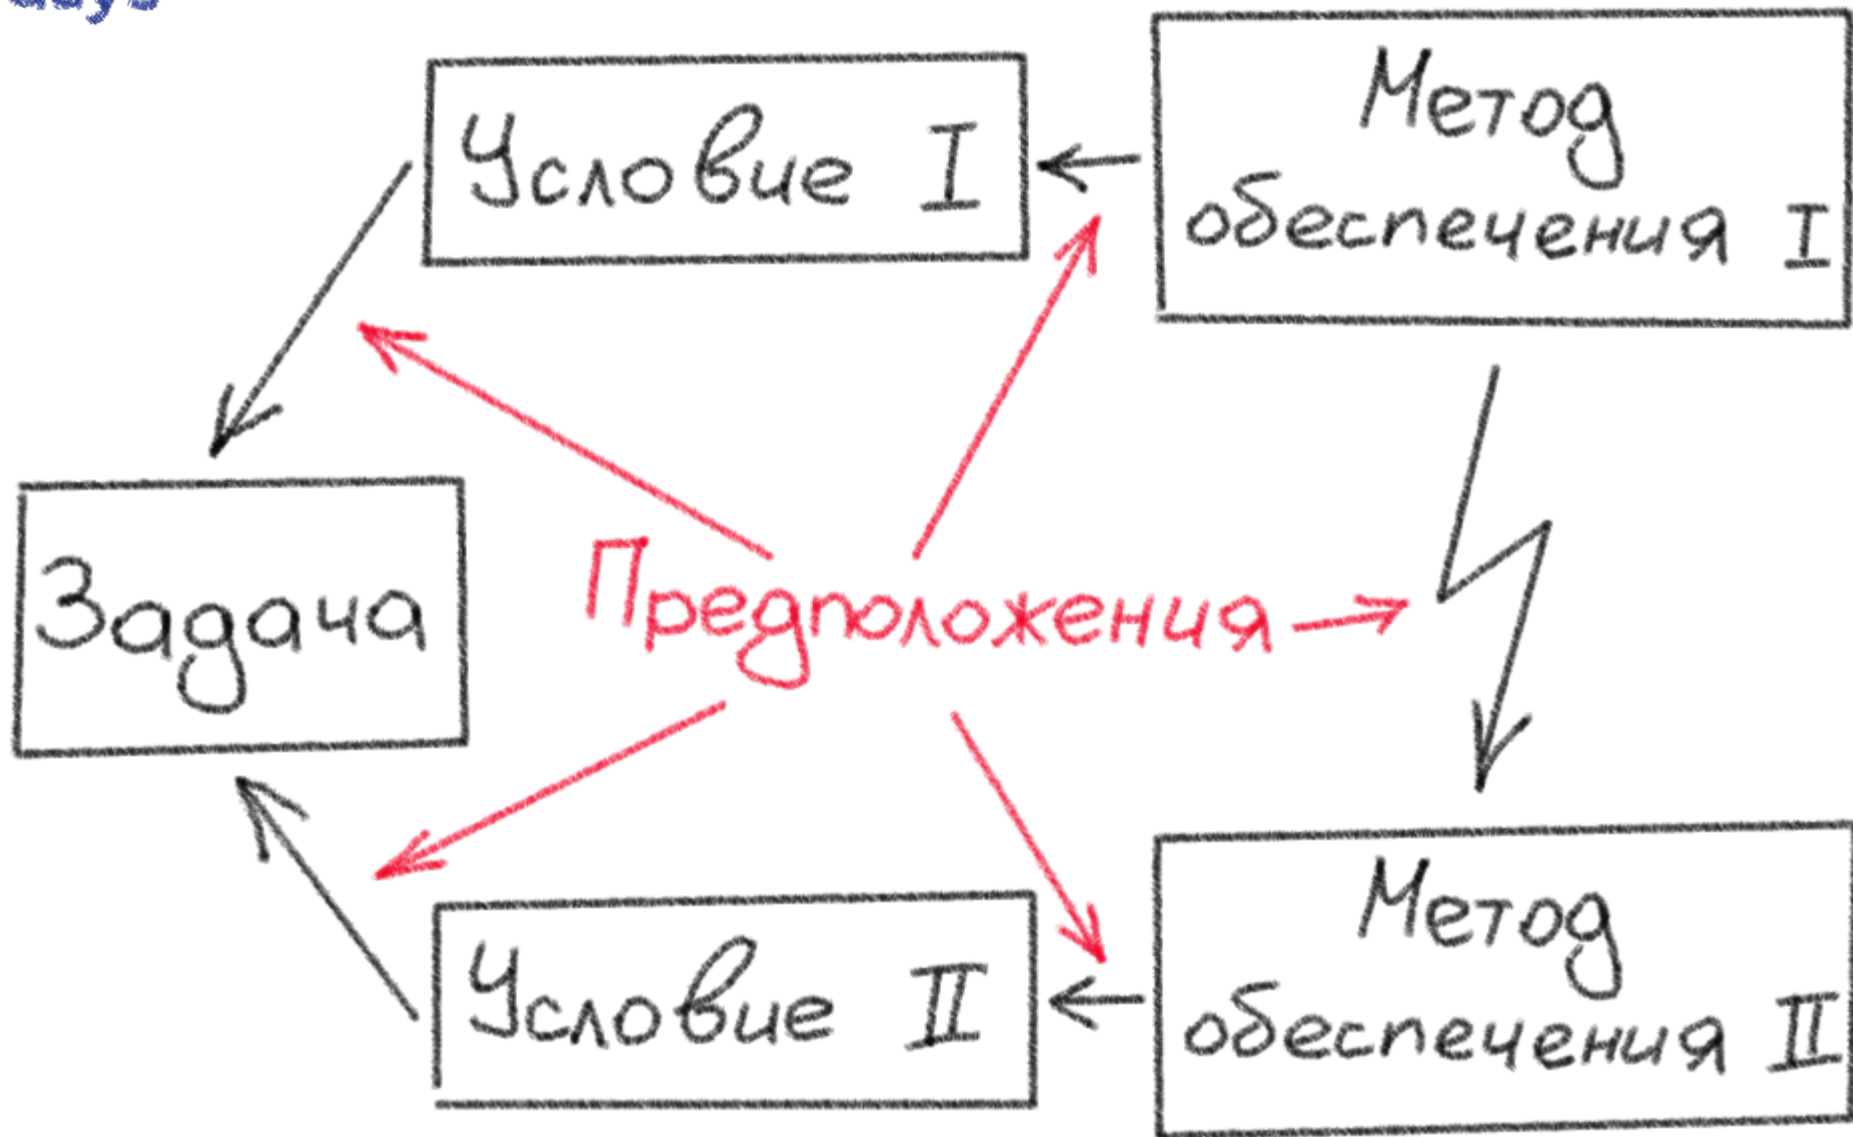 Условие I
Метод
обеспечения I
Задача
Предположения
Условие II
Метод
обеспечения II